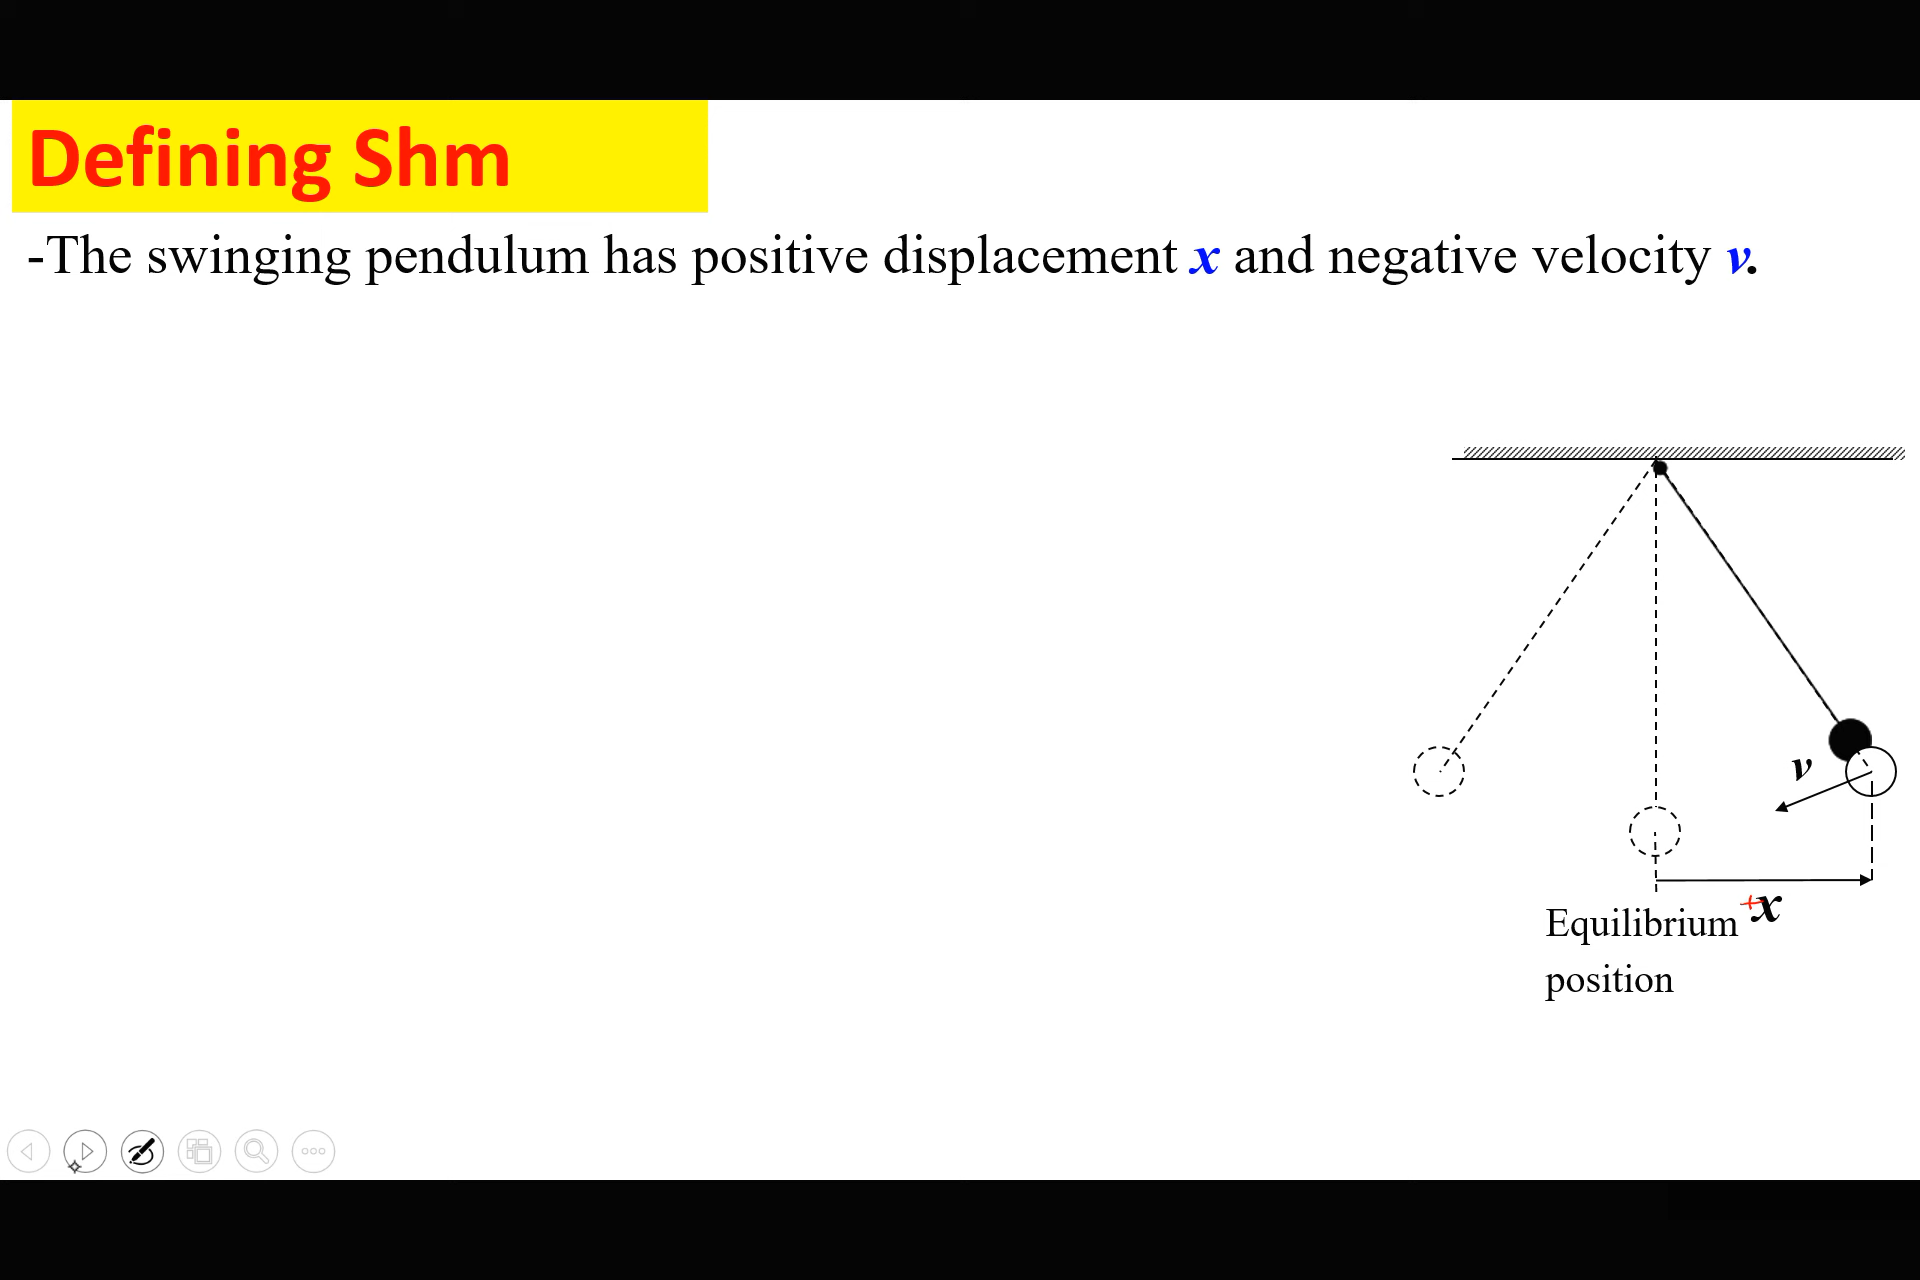 Defining Shm
-The swinging pendulum has positive displacement x and negative velocity v.
v
+x
Equilibrium
position